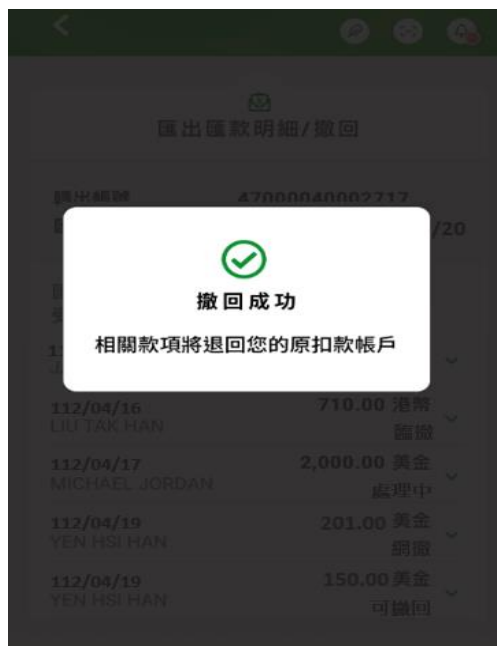 匯出匯款明細/撤回
轉出帳號 47000040002717
/20
撤回成功
相關款項將退回您的原扣款帳戶
112/04/16 710.00 港幣
LIU TAK HAN 臨撤
112/04/17 2,000.00 美金
MICHAEL JORDAN 處理中
112/04/19 201.00 美金
YEN HSI HAN 網撤
112/04/19 150.00 美金
YEN HSI HAN 可撤回